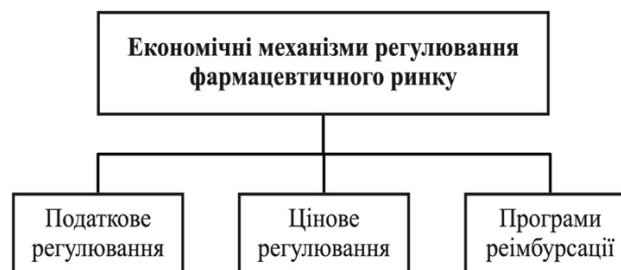 Економічні механізми регулювання
фармацевтичного ринку
Податкове
регулювання
Цінове
регулювання
Програми
реімбурсації